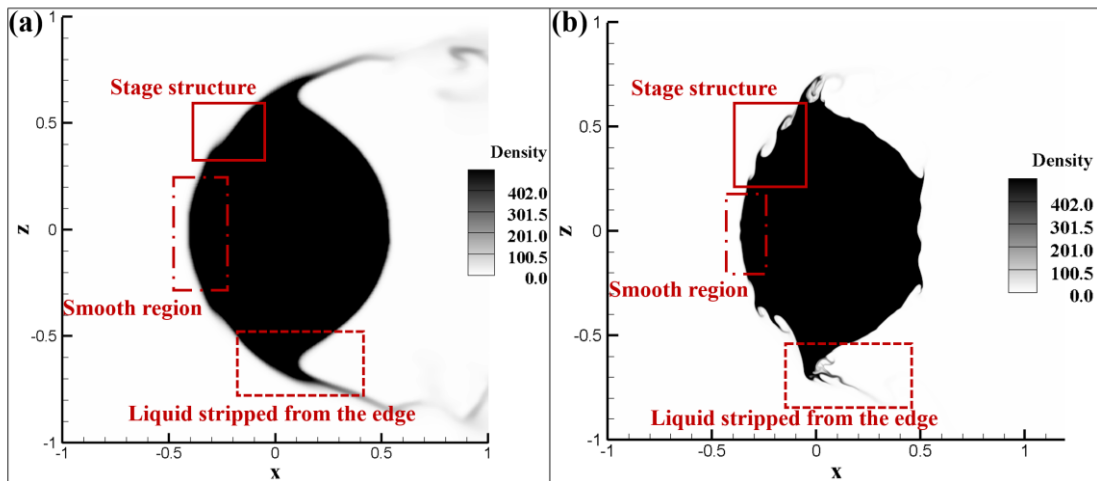 (a)
1
0.5
0
-0.5
-1
z
-1
-0.5
0
0.5
1
x
Stage structure
Smooth region
Liquid stripped from the edge
Density
402.0
301.5
201.0
100.5
0.0
(b)
1
0.5
0
-0.5
-1
z
-1
-0.5
0
0.5
1
x
Stage structure
Smooth region
Liquid stripped from the edge
Density
402.0
301.5
201.0
100.5
0.0